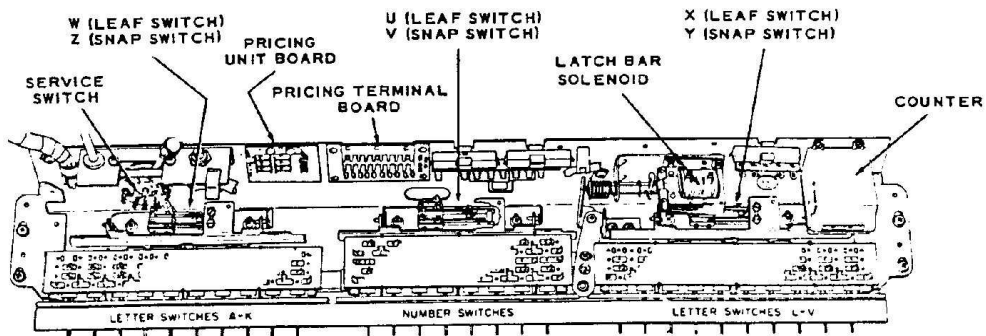 W (LEAF SWITCH)
Z (SNAP SWITCH)
PRICING
UNIT BOARD
U (LEAF SWITCH)
V (SNAP SWITCH)
X (LEAF SWITCH)
Y (SNAP SWITCH)
SERVICE
SWITCH
PRICING TERMINAL
BOARD
LATCH BAR
SOLENOID
COUNTER
LETTER SWITCHES A-K
NUMBER SWITCHES
LETTER SWITCHES L-V